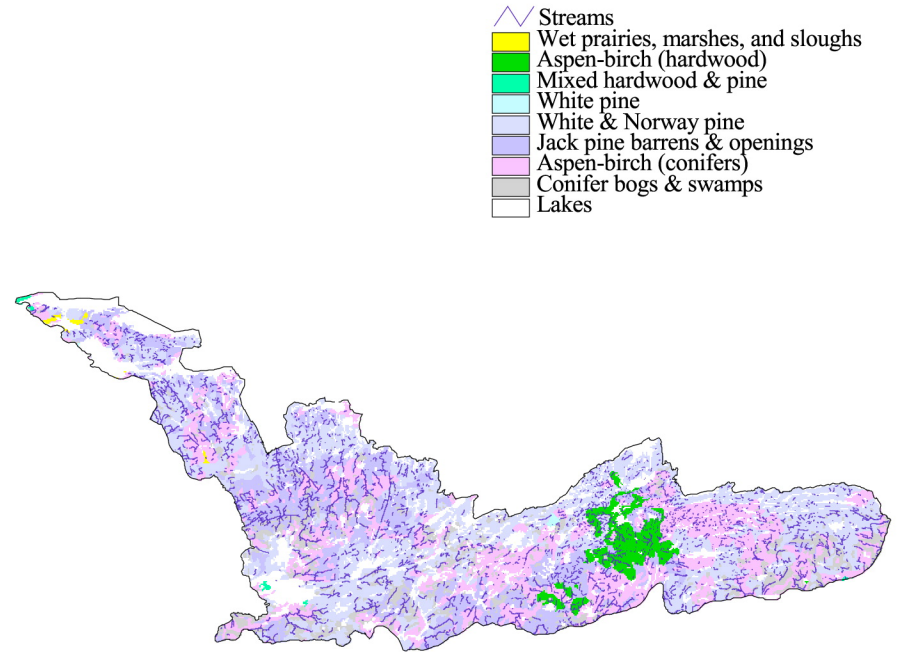 Streams
Wet prairies, marshes, and sloughs
Aspen-birch (hardwood)
Mixed hardwood & pine
White pine
White & Norway pine
Jack pine barrens & openings
Aspen-birch (conifers)
Conifer bogs & swamps
Lakes